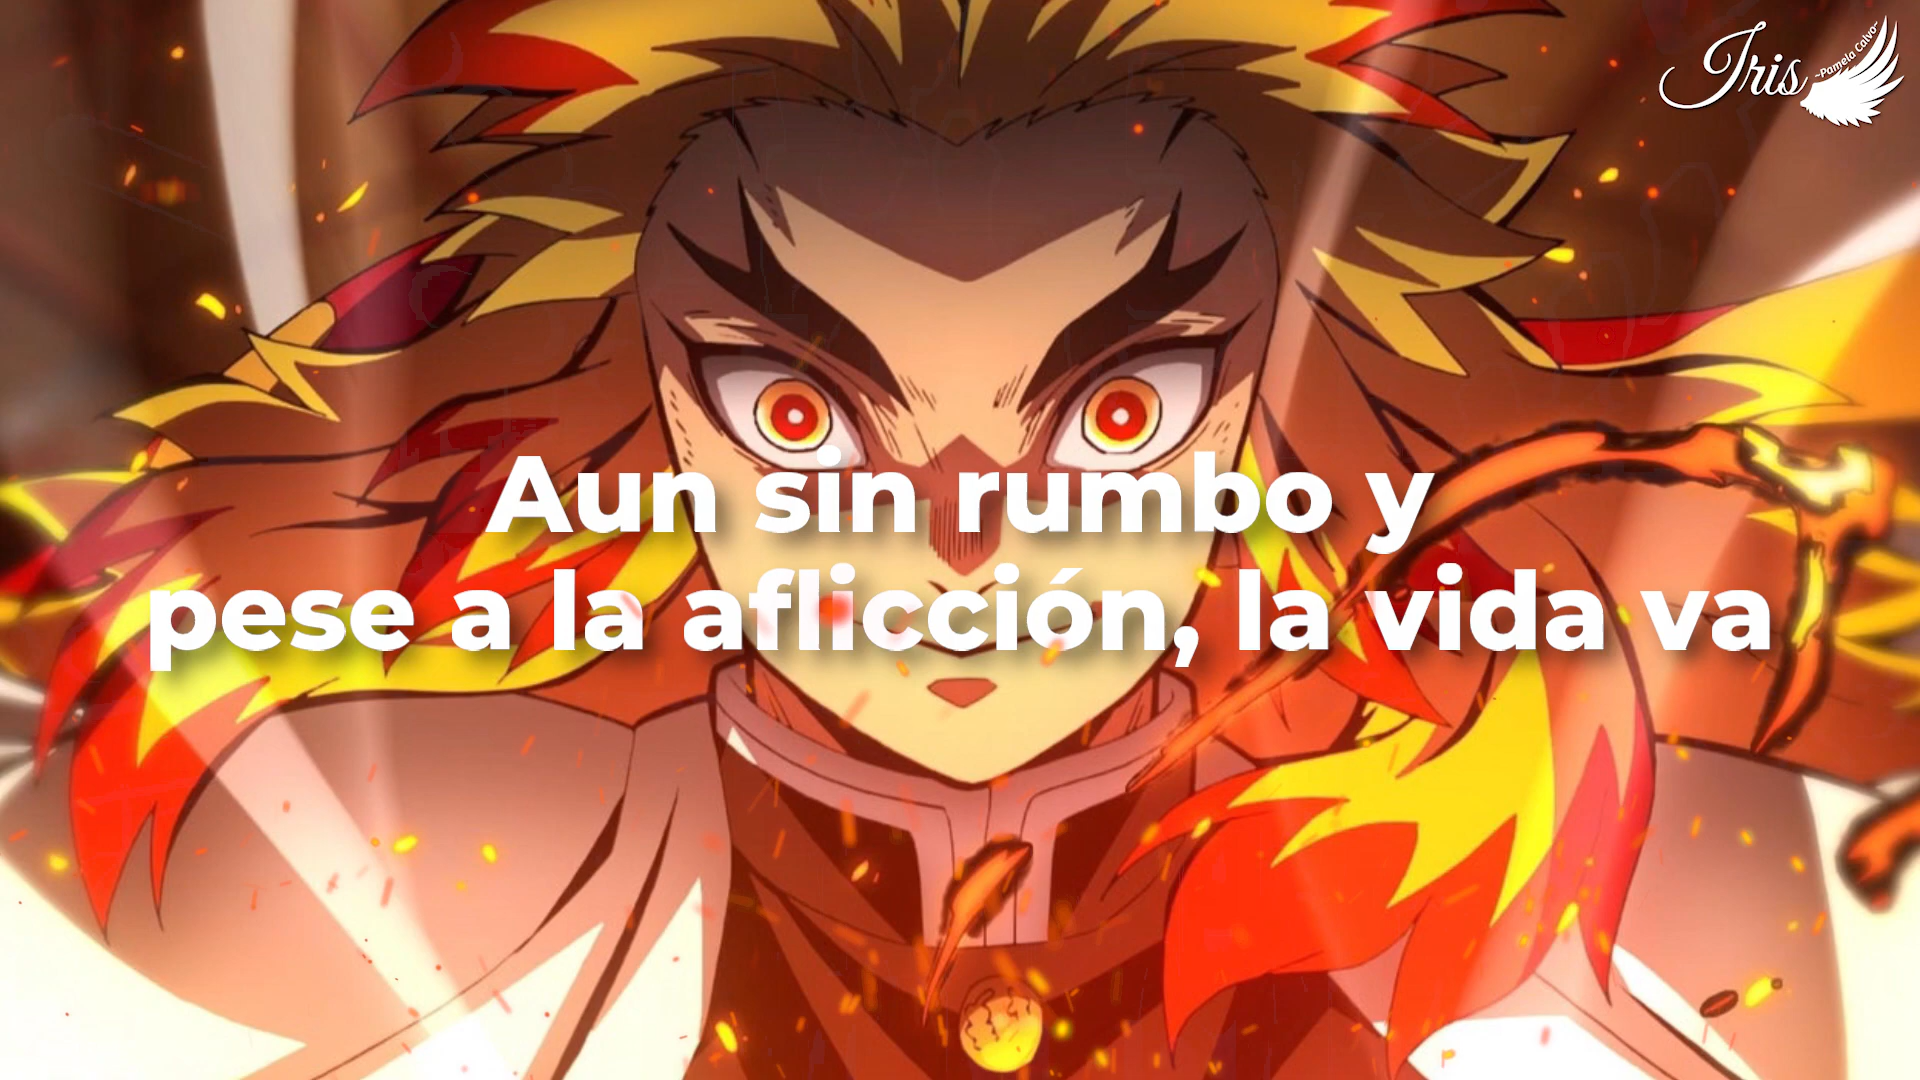 Iris
~Pamela Calvo~
Aun sin rumbo y
pese a la aflicción, la vida va